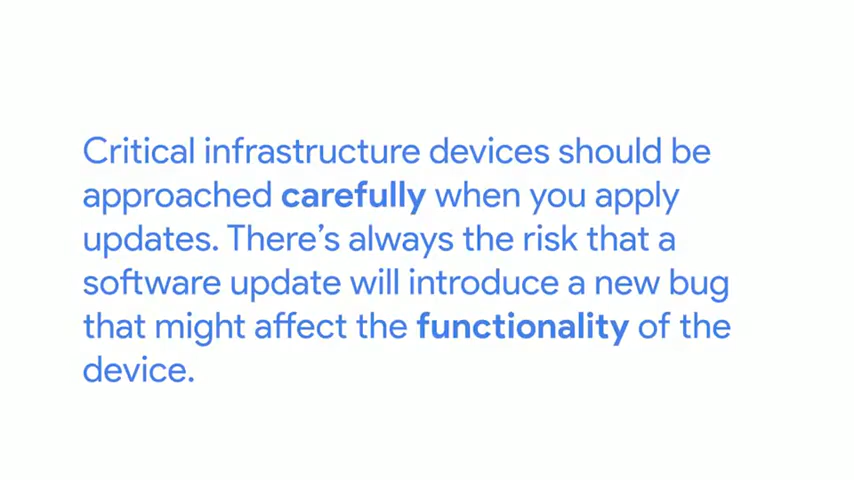 Critical infrastructure devices should be
approached carefully when you apply
updates. There’s always the risk that a
software update will introduce a new bug
that might affect the functionality of the
device.